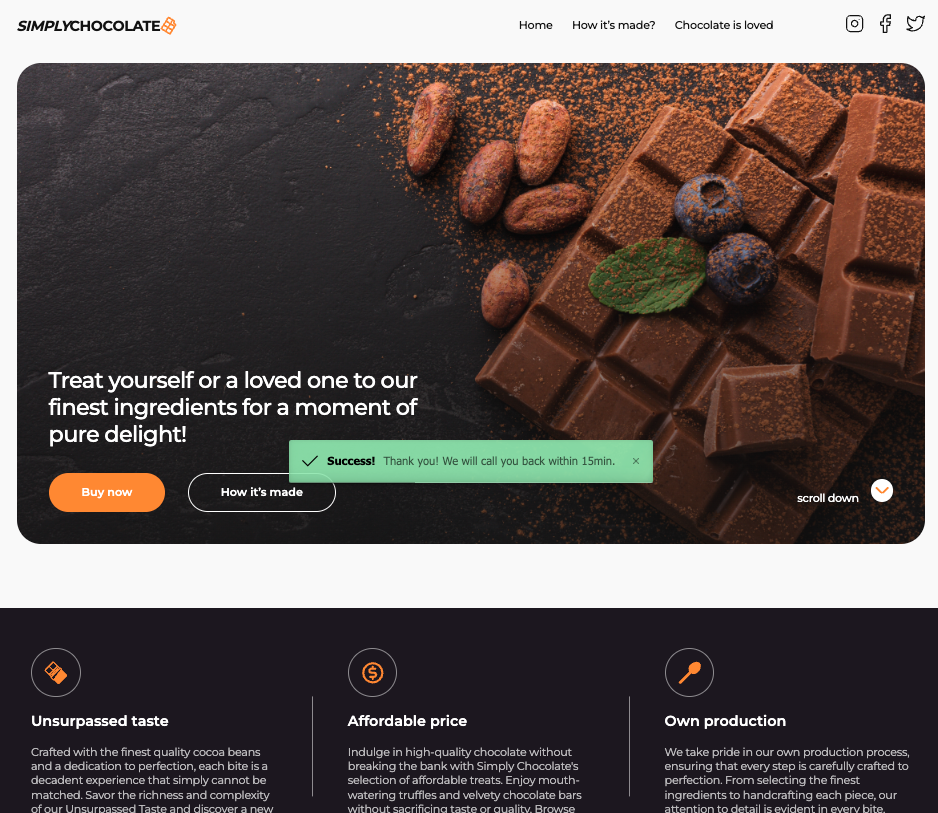 SIMPLYCHOCOLATE
Home How it's made? Chocolate is loved
Treat yourself or a loved one to our
finest ingredients for a moment of
pure delight!
Success! Thank you! We will call you back within 15min. ×
Buy now
How it's made
scroll down
Unsurpassed taste
Crafted with the finest quality cocoa beans
and a dedication to perfection, each bite is a
decadent experience that simply cannot be
matched. Savor the richness and complexity
of our Unsurpassed Taste and discover a new
Affordable price
Indulge in high-quality chocolate without
breaking the bank with Simply Chocolate's
selection of affordable treats. Enjoy mouth-
watering truffles and velvety chocolate bars
without sacrificing taste or quality. Browse
Own production
We take pride in our own production process,
ensuring that every step is carefully crafted to
perfection. From selecting the finest
ingredients to handcrafting each piece, our
attention to detail is evident in every bite.